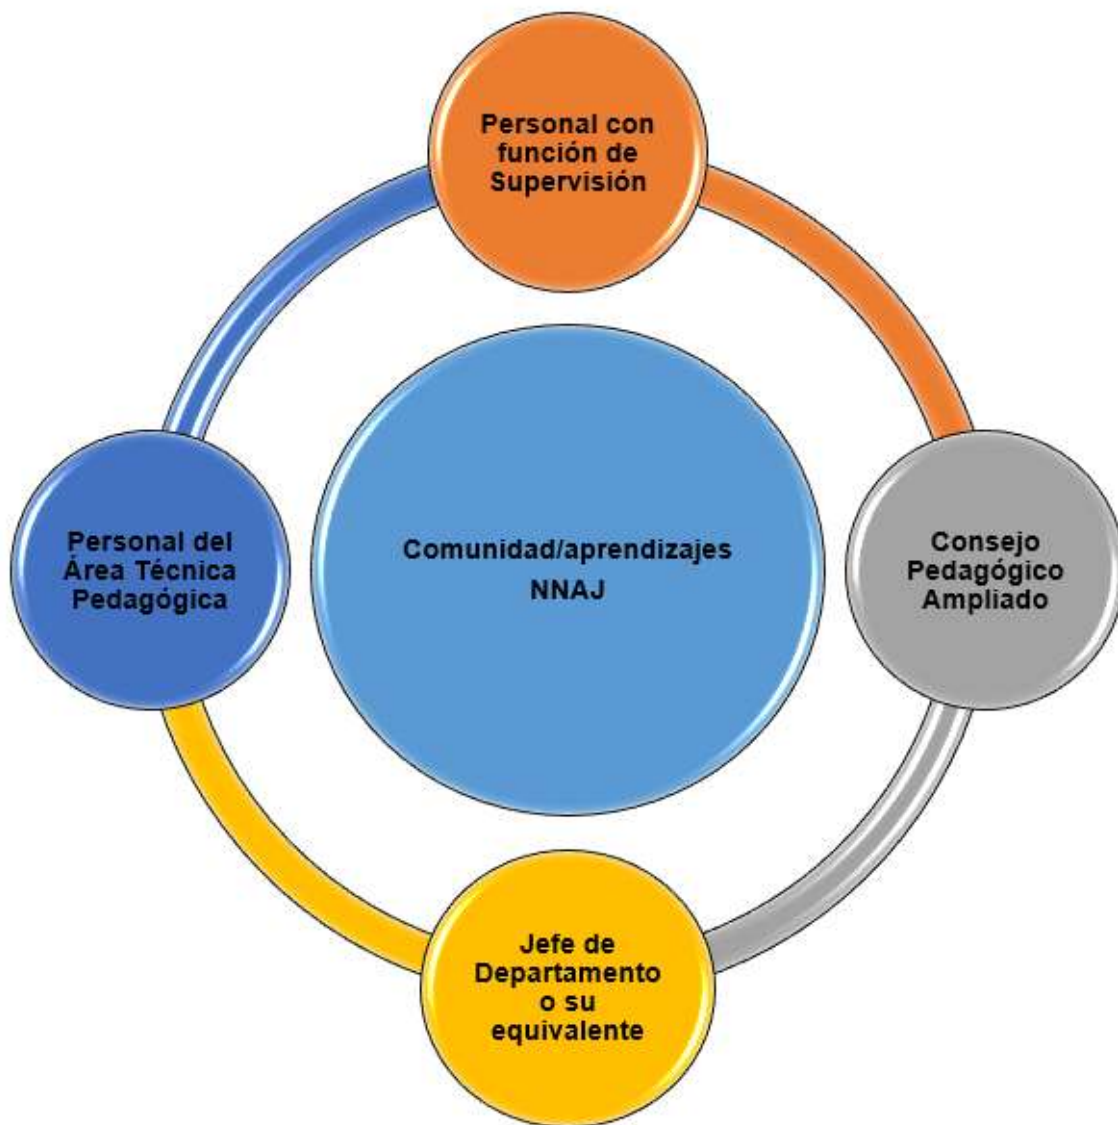 Personal con
función de
Supervisión
Personal del
Área Técnica
Pedagógica
Comunidad/aprendizajes
NNAJ
Consejo
Pedagógico
Ampliado
Jefe de
Departamento
o su
equivalente